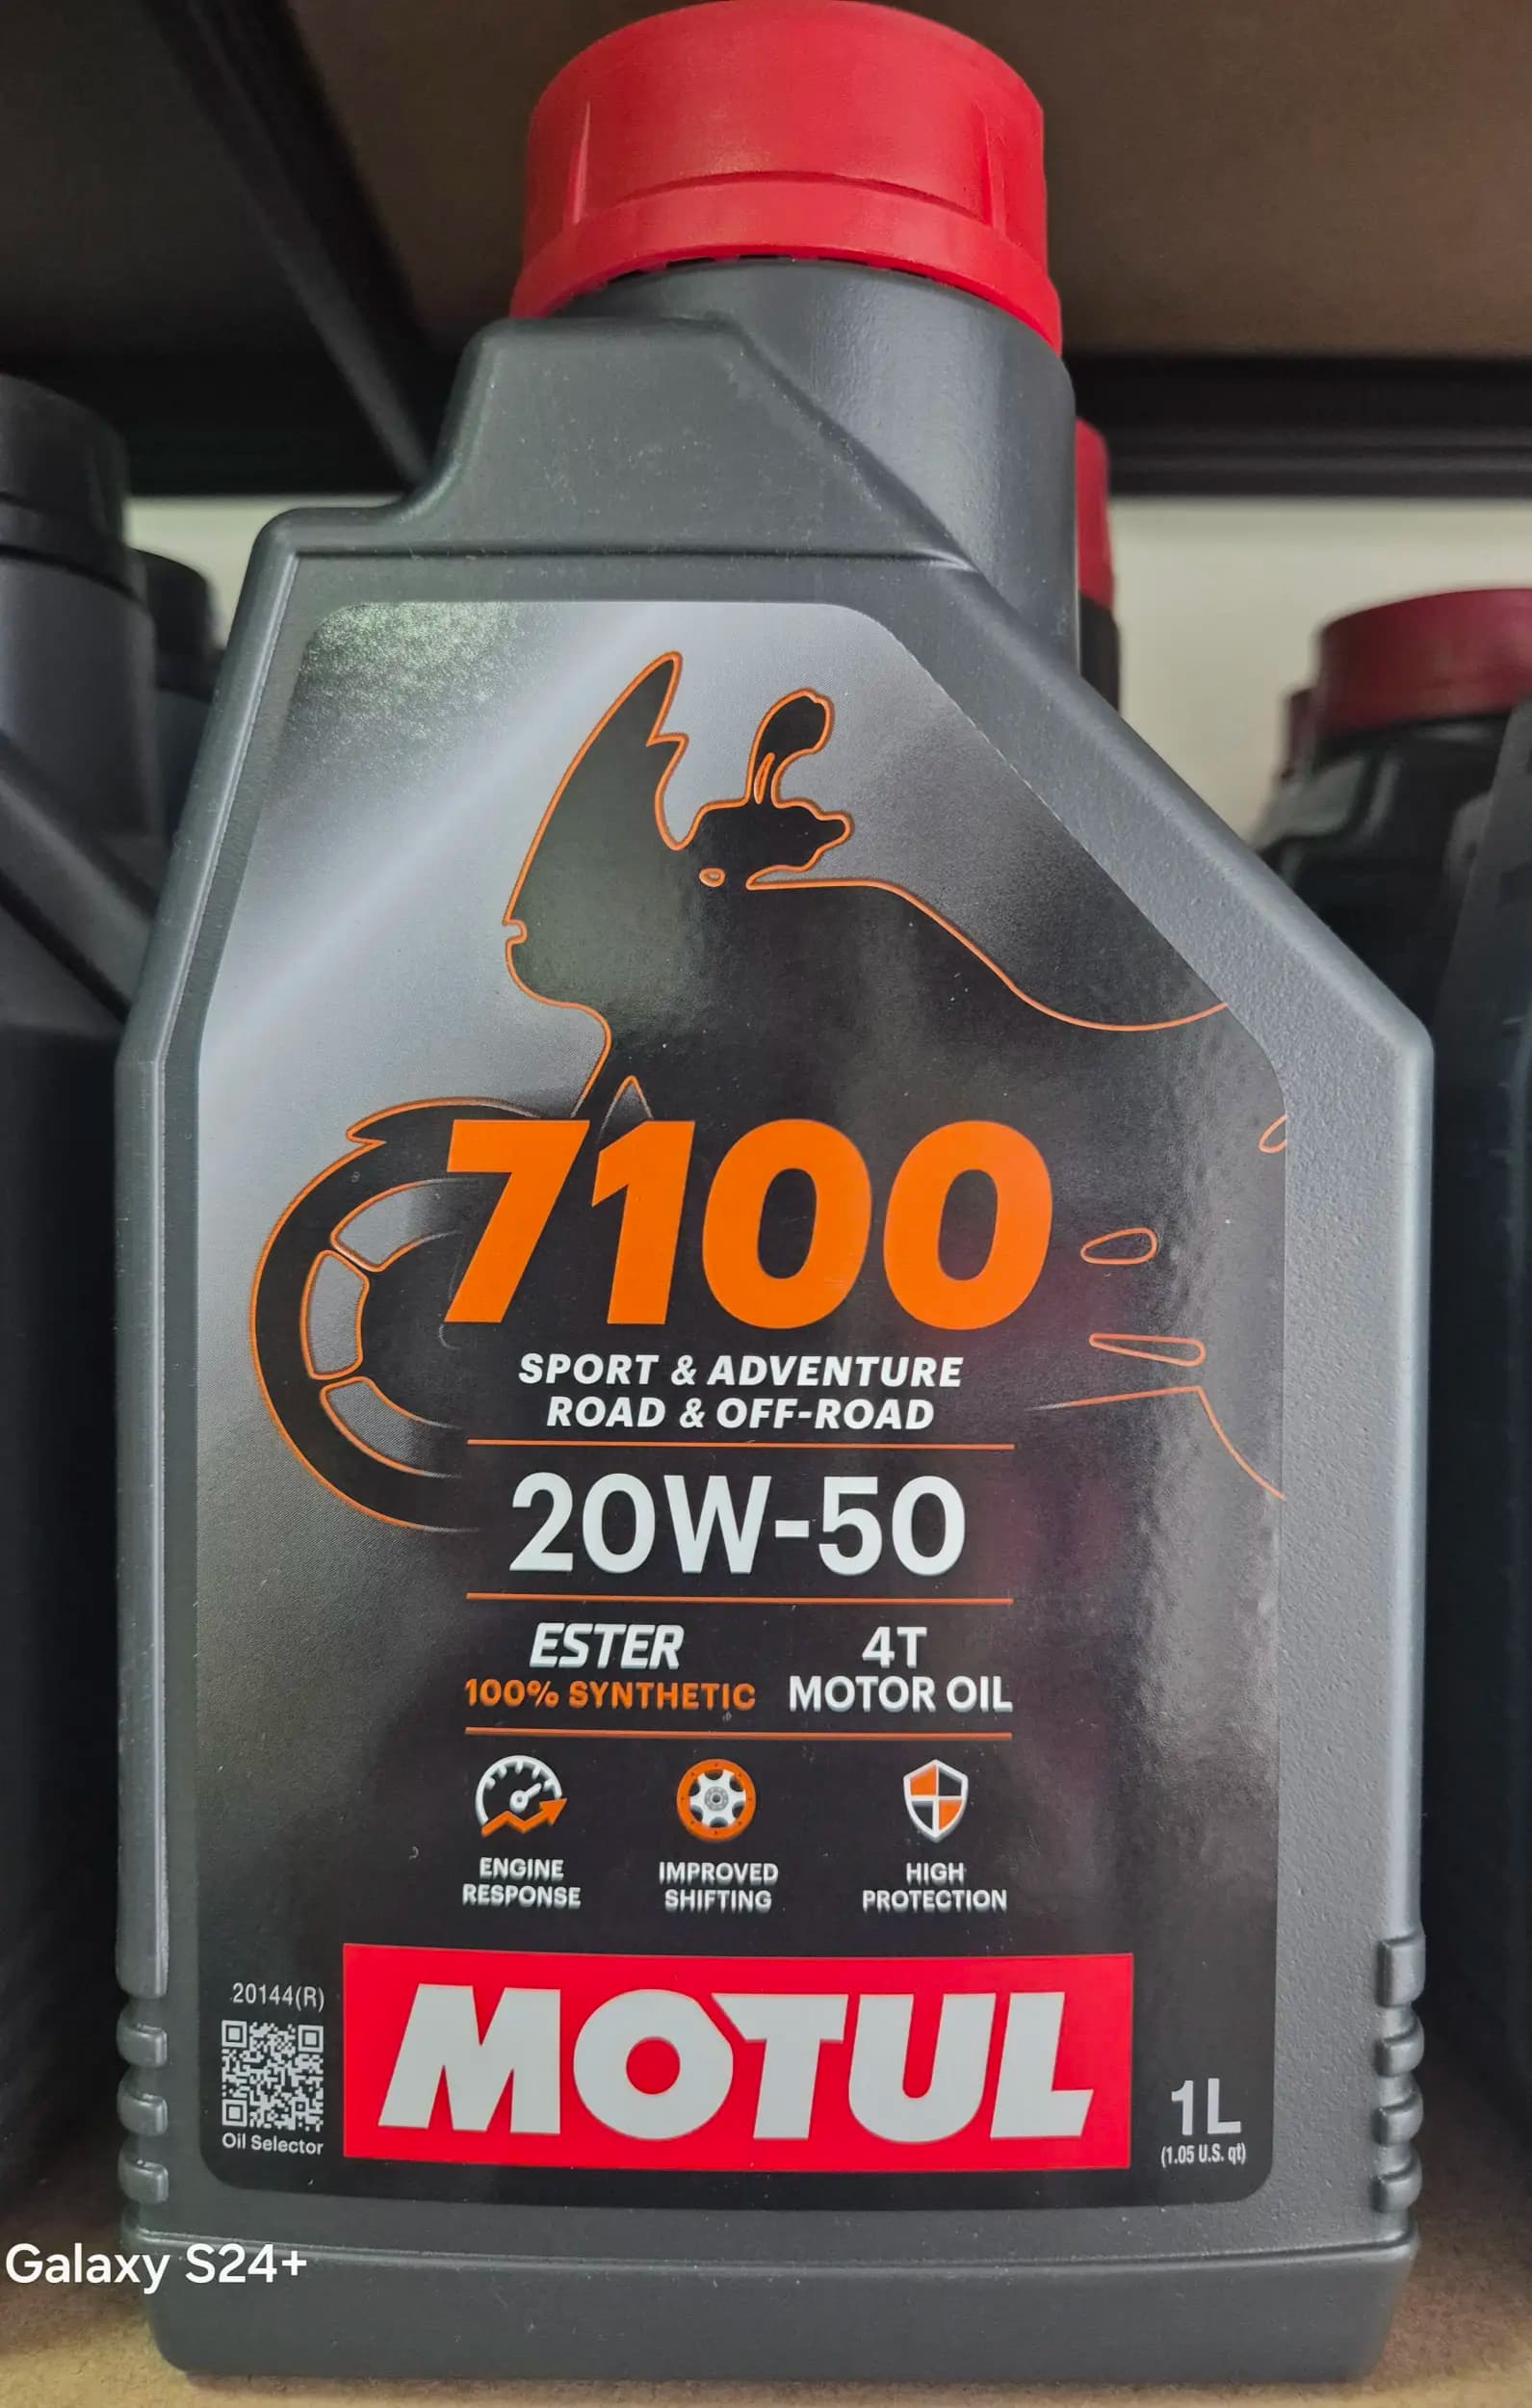 7100
SPORT & ADVENTURE
ROAD & OFF-ROAD
20W-50
ESTER
100% SYNTHETIC
4T
MOTOR OIL
ENGINE
RESPONSE
IMPROVED
SHIFTING
HIGH
PROTECTION
20144(R)
Oil Selector
MOTUL
1L
(1.05 U.S. qt)
Galaxy S24+